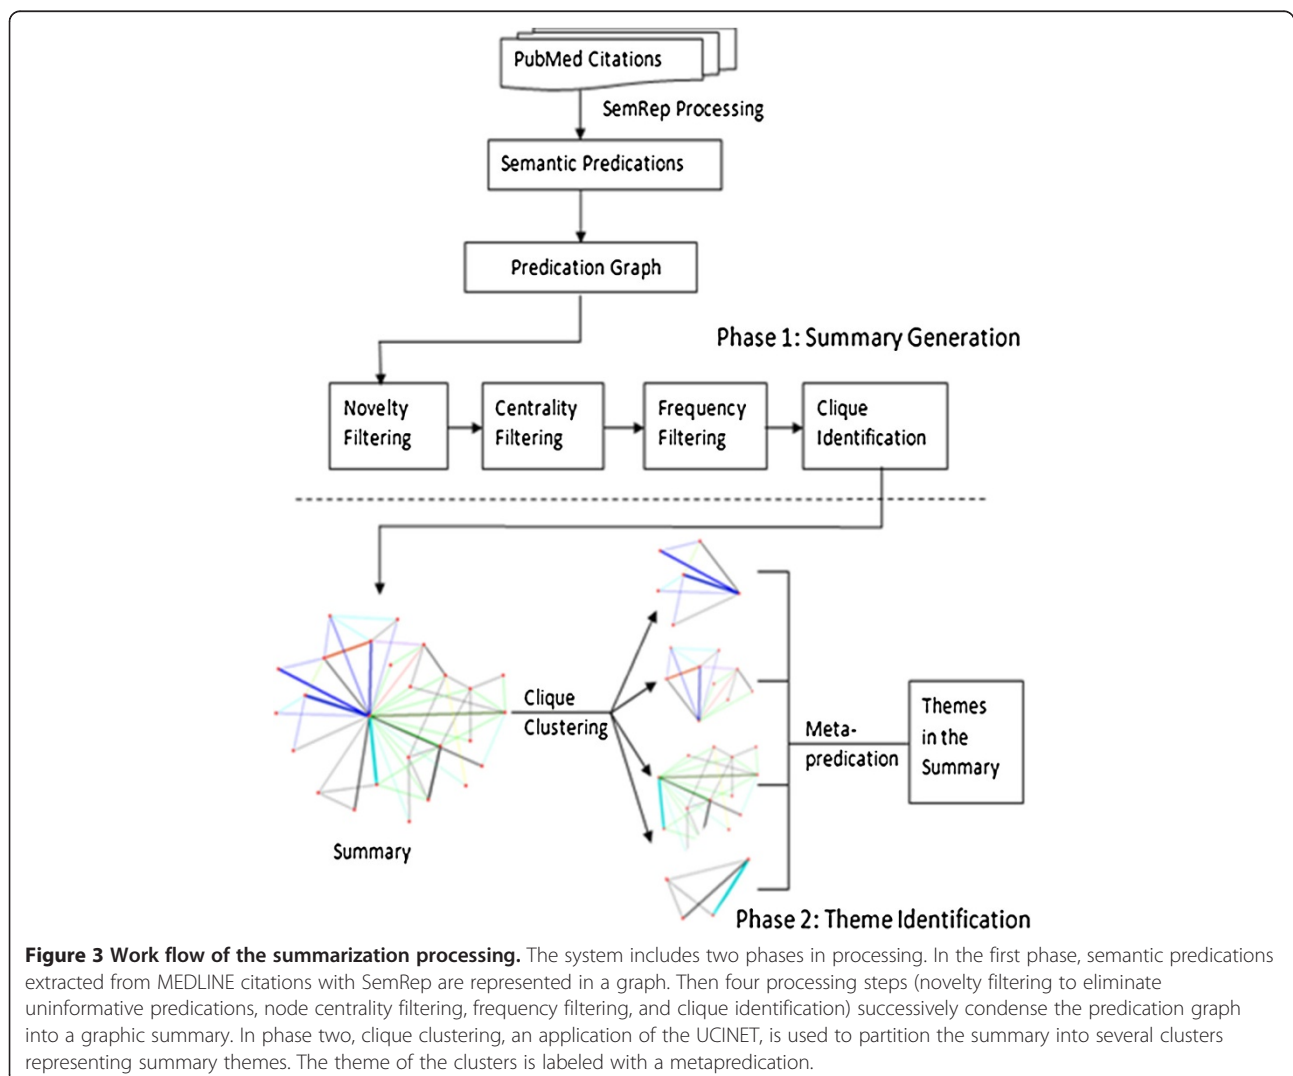 PubMed Citations
SemRep Processing
Semantic Predications
Predication Graph
Phase 1: Summary Generation
Novelty
Filtering
Centrality
Filtering
Frequency
Filtering
Clique
Identification
Clique
Clustering
Meta-
predication
Themes
in the
Summary
Summary
Phase 2: Theme Identification
Figure 3 Work flow of the summarization processing. The system includes two phases in processing. In the first phase, semantic predications
extracted from MEDLINE citations with SemRep are represented in a graph. Then four processing steps (novelty filtering to eliminate
uninformative predications, node centrality filtering, frequency filtering, and clique identification) successively condense the predication graph
into a graphic summary. In phase two, clique clustering, an application of the UCINET, is used to partition the summary into several clusters
representing summary themes. The theme of the clusters is labeled with a metapredication.